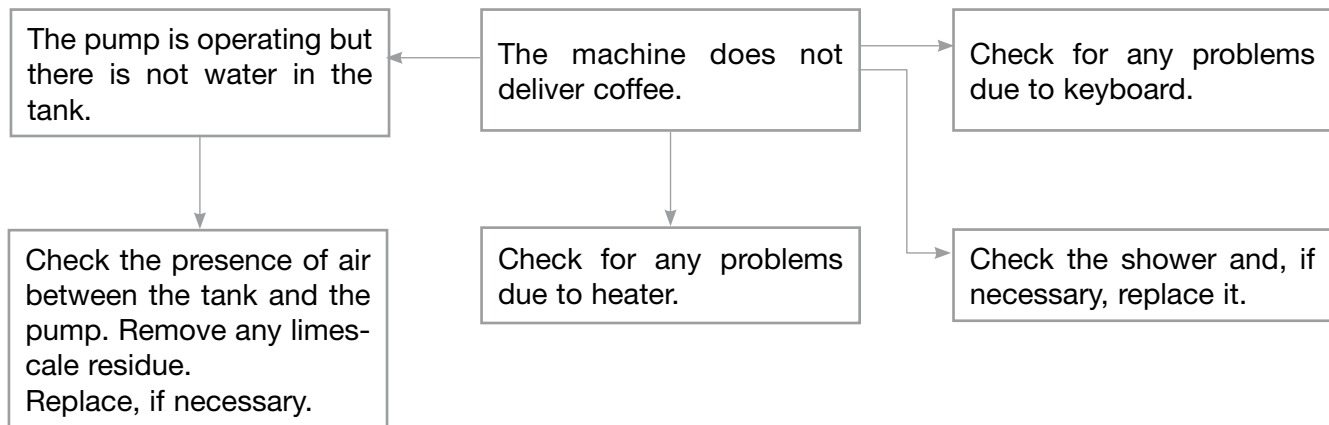 The pump is operating but
there is not water in the
tank.
The machine does not
deliver coffee.
Check for any problems
due to keyboard.
Check the presence of air
between the tank and the
pump. Remove any limes-
cale residue.
Replace, if necessary.
Check for any problems
due to heater.
Check the shower and, if
necessary, replace it.